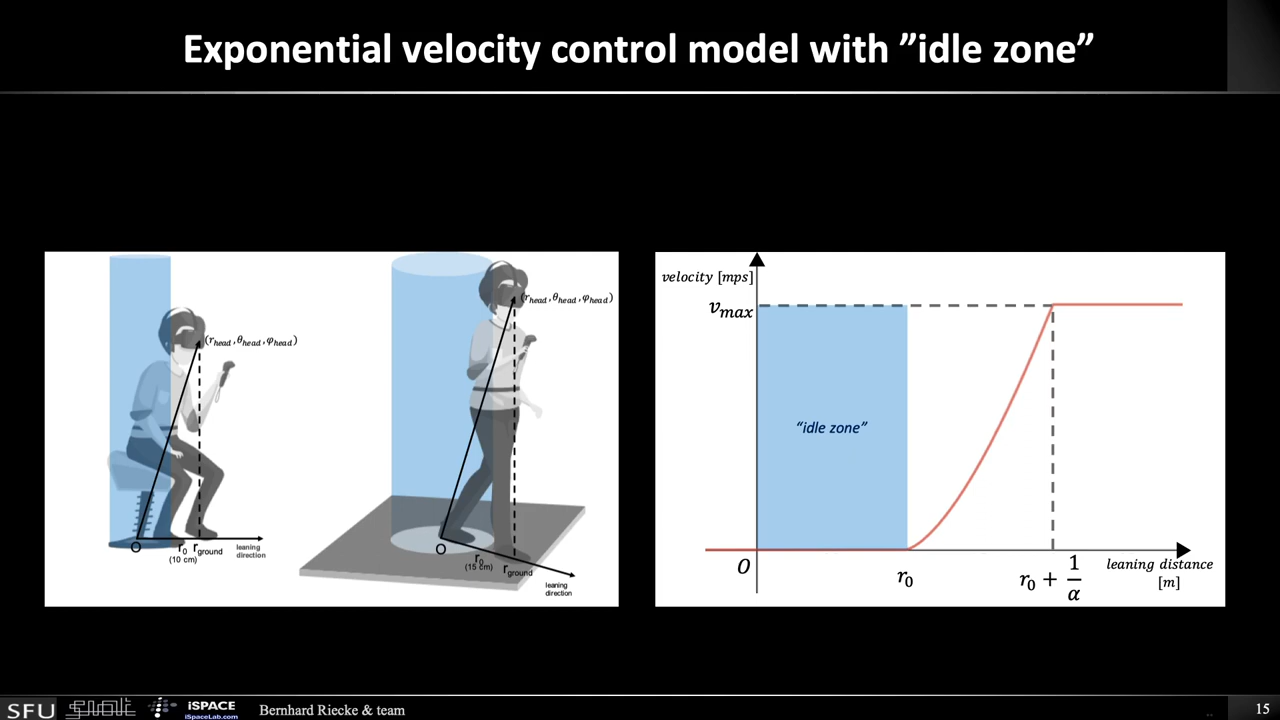 Exponential velocity control model with ”idle zone”
(r_head, θ_head, φ_head)
O
r₀
(10 cm)
r_ground
leaning
direction
(r_head, θ_head, φ_head)
O
r₀
(15 cm)
r_ground
leaning
direction
velocity [mps]
v_max
“idle zone”
O
r₀
r₀ + 1/α
leaning distance
[m]
SFU
iSPACE
iSpaceLab.com
Bernhard Riecke & team
15